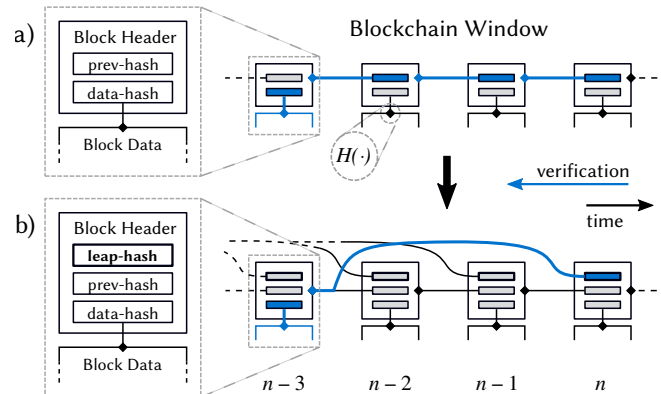 Blockchain Window
a)
Block Header
prev-hash
data-hash
Block Data
H(·)
verification
time
b)
Block Header
leap-hash
prev-hash
data-hash
Block Data
n − 3
n − 2
n − 1
n